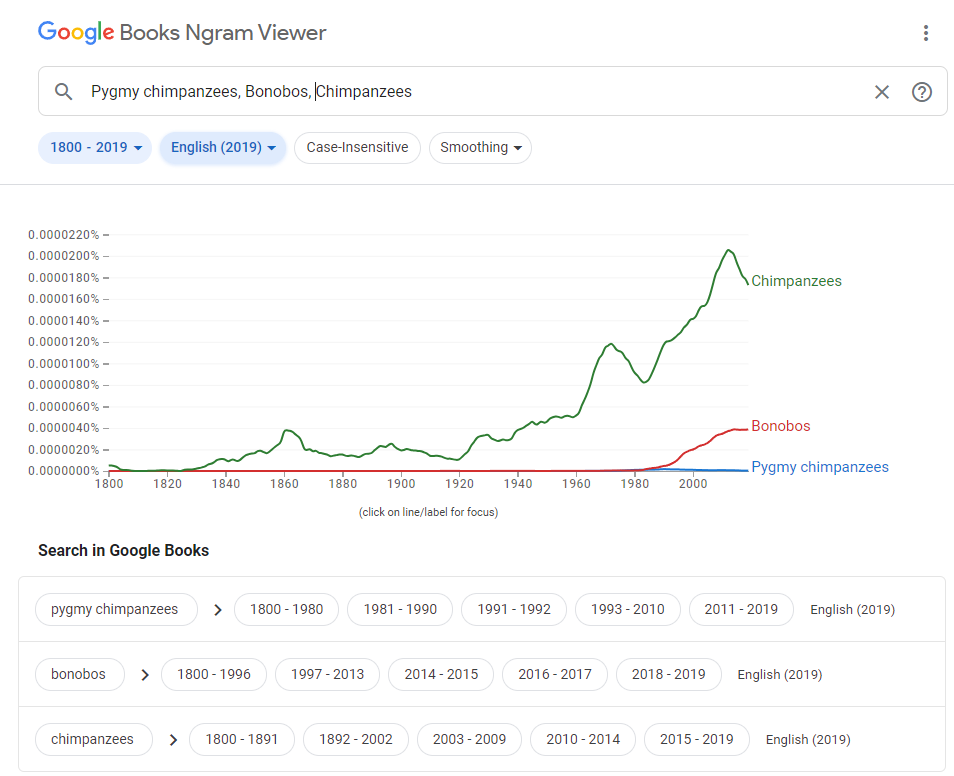 Google Books Ngram Viewer
Pygmy chimpanzees, Bonobos, Chimpanzees
1800 - 2019 English (2019) Case-Insensitive Smoothing
0.0000220%
0.0000200%
0.0000180%
0.0000160%
0.0000140%
0.0000120%
0.0000100%
0.0000080%
0.0000060%
0.0000040%
0.0000020%
0.0000000%
Chimpanzees
Bonobos
Pygmy chimpanzees
1800 1820 1840 1860 1880 1900 1920 1940 1960 1980 2000
(click on line/label for focus)
Search in Google Books
pygmy chimpanzees 1800 - 1980 1981 - 1990 1991 - 1992 1993 - 2010 2011 - 2019 English (2019)
bonobos 1800 - 1996 1997 - 2013 2014 - 2015 2016 - 2017 2018 - 2019 English (2019)
chimpanzees 1800 - 1891 1892 - 2002 2003 - 2009 2010 - 2014 2015 - 2019 English (2019)